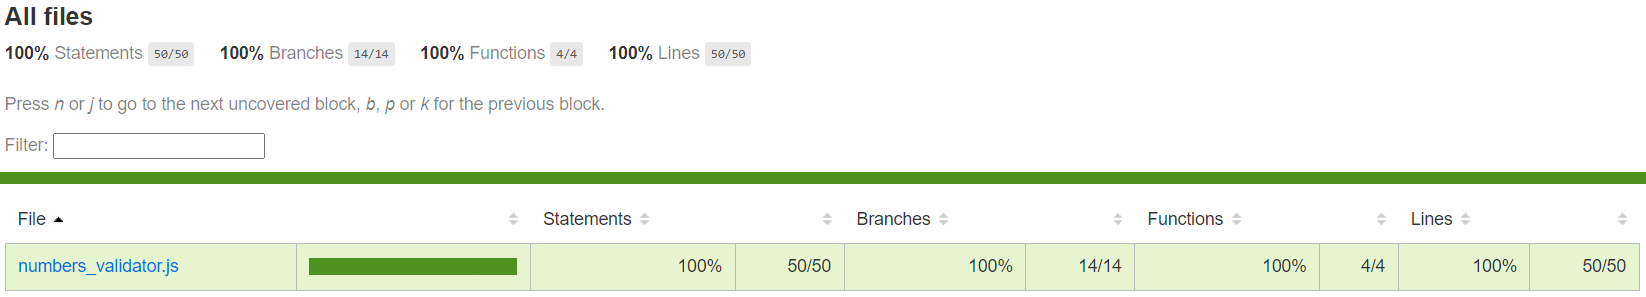 All files
100% Statements 50/50 100% Branches 14/14 100% Functions 4/4 100% Lines 50/50
Press n or j to go to the next uncovered block, b, p or k for the previous block.
Filter:
File Statements Branches Functions Lines
numbers_validator.js 100% 50/50 100% 14/14 100% 4/4 100% 50/50